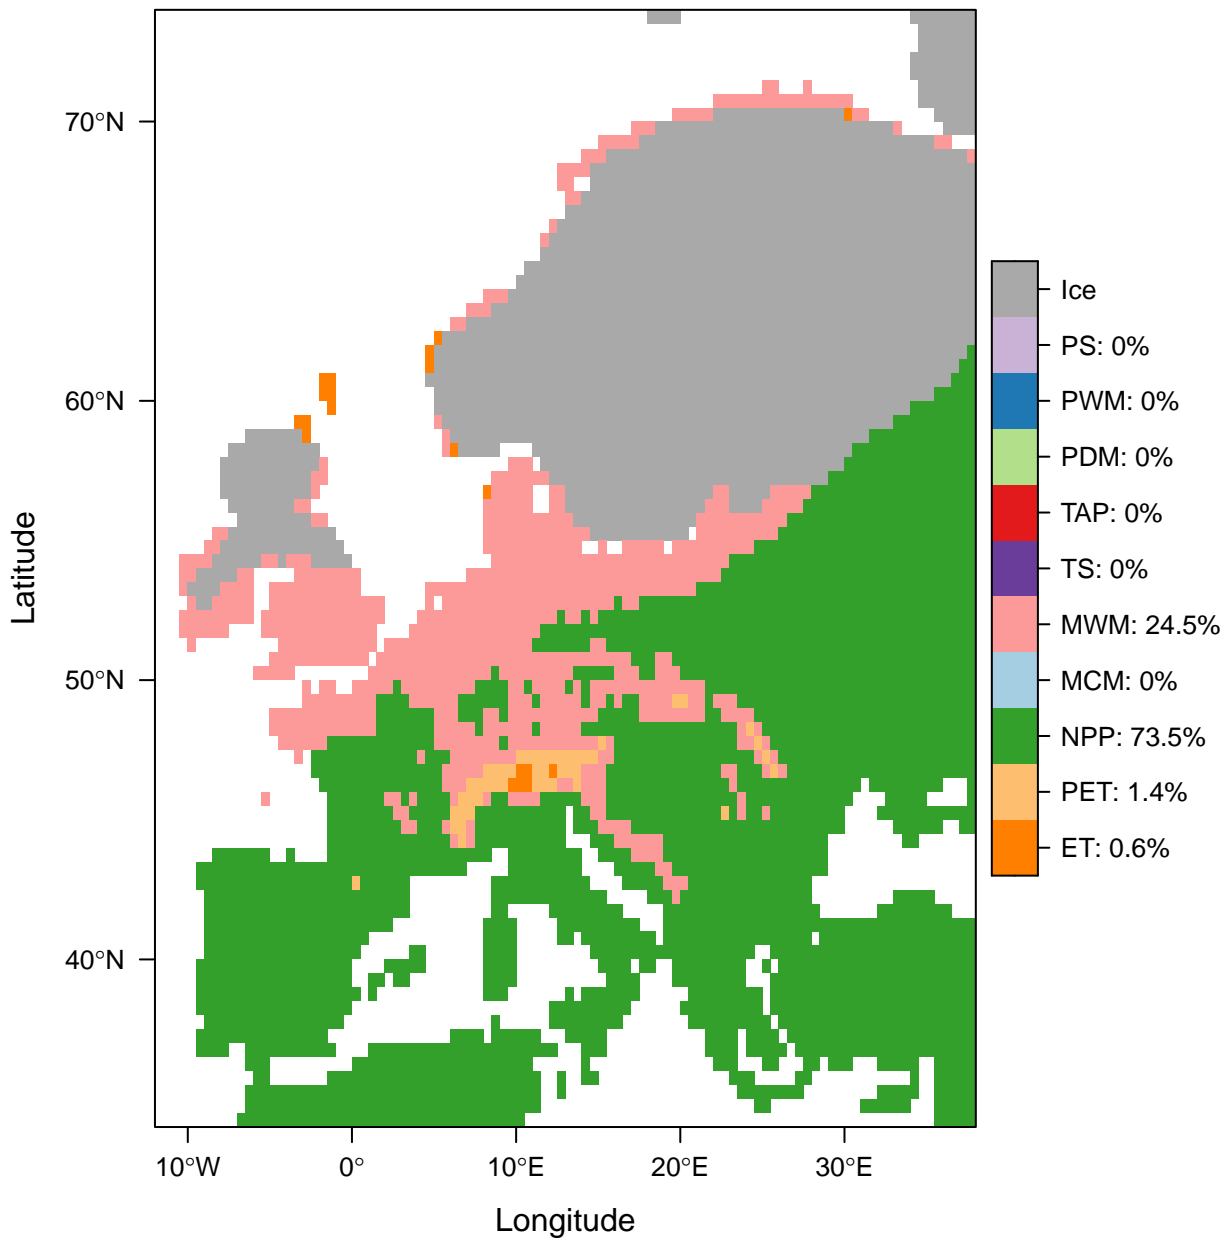 70°N
60°N
50°N
40°N
Latitude
10°W
0°
10°E
20°E
30°E
Longitude
Ice
PS: 0%
PWM: 0%
PDM: 0%
TAP: 0%
TS: 0%
MWM: 24.5%
MCM: 0%
NPP: 73.5%
PET: 1.4%
ET: 0.6%